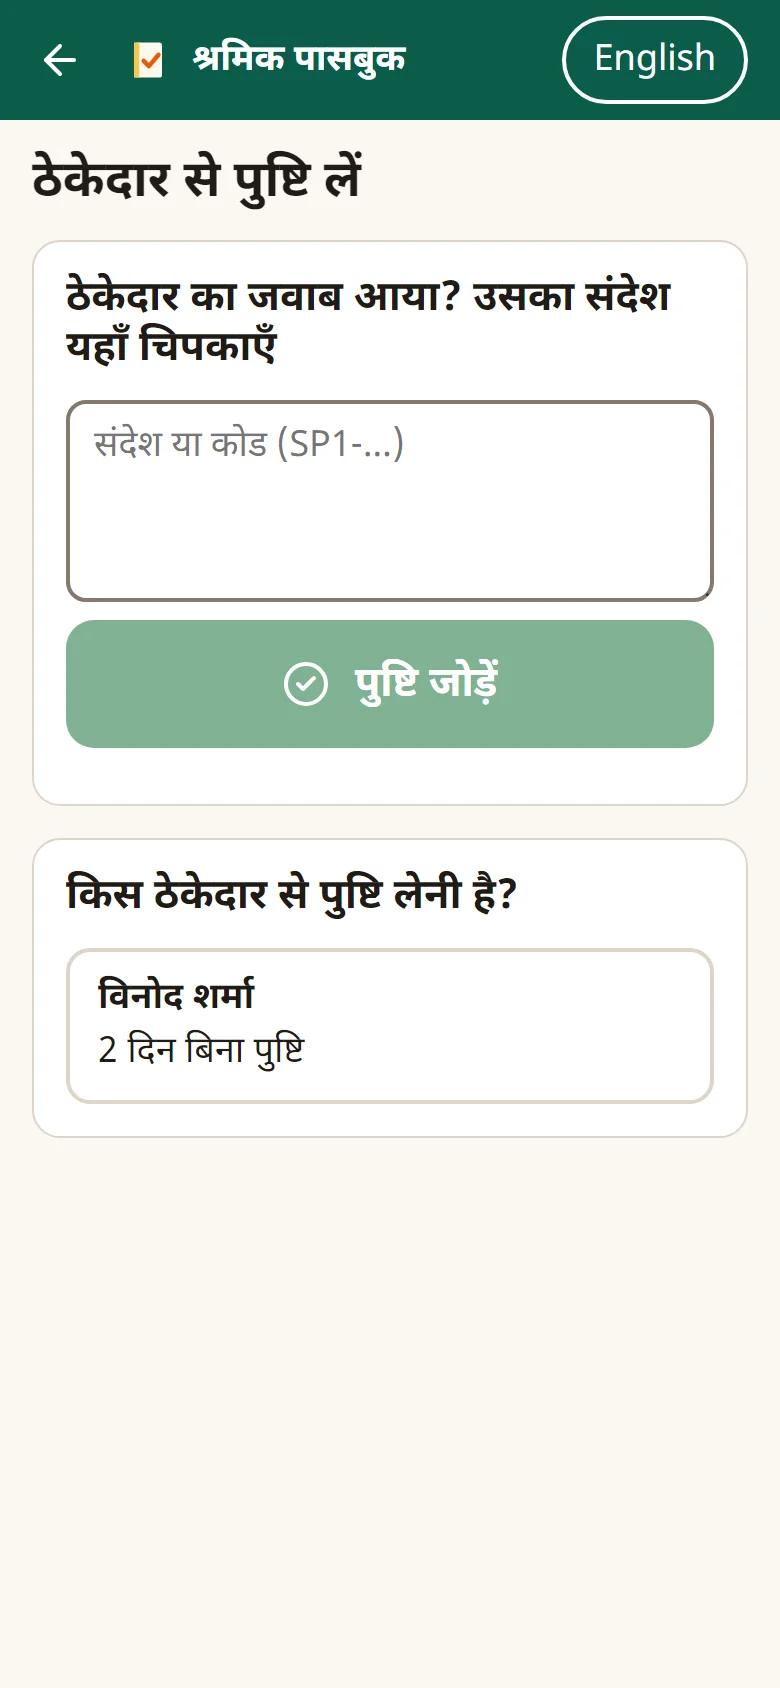 श्रमिक पासबुक
English
ठेकेदार से पुष्टि लें
ठेकेदार का जवाब आया? उसका संदेश
यहाँ चिपकाएँ
संदेश या कोड (SP1-...)
पुष्टि जोड़ें
किस ठेकेदार से पुष्टि लेनी है?
विनोद शर्मा
2 दिन बिना पुष्टि